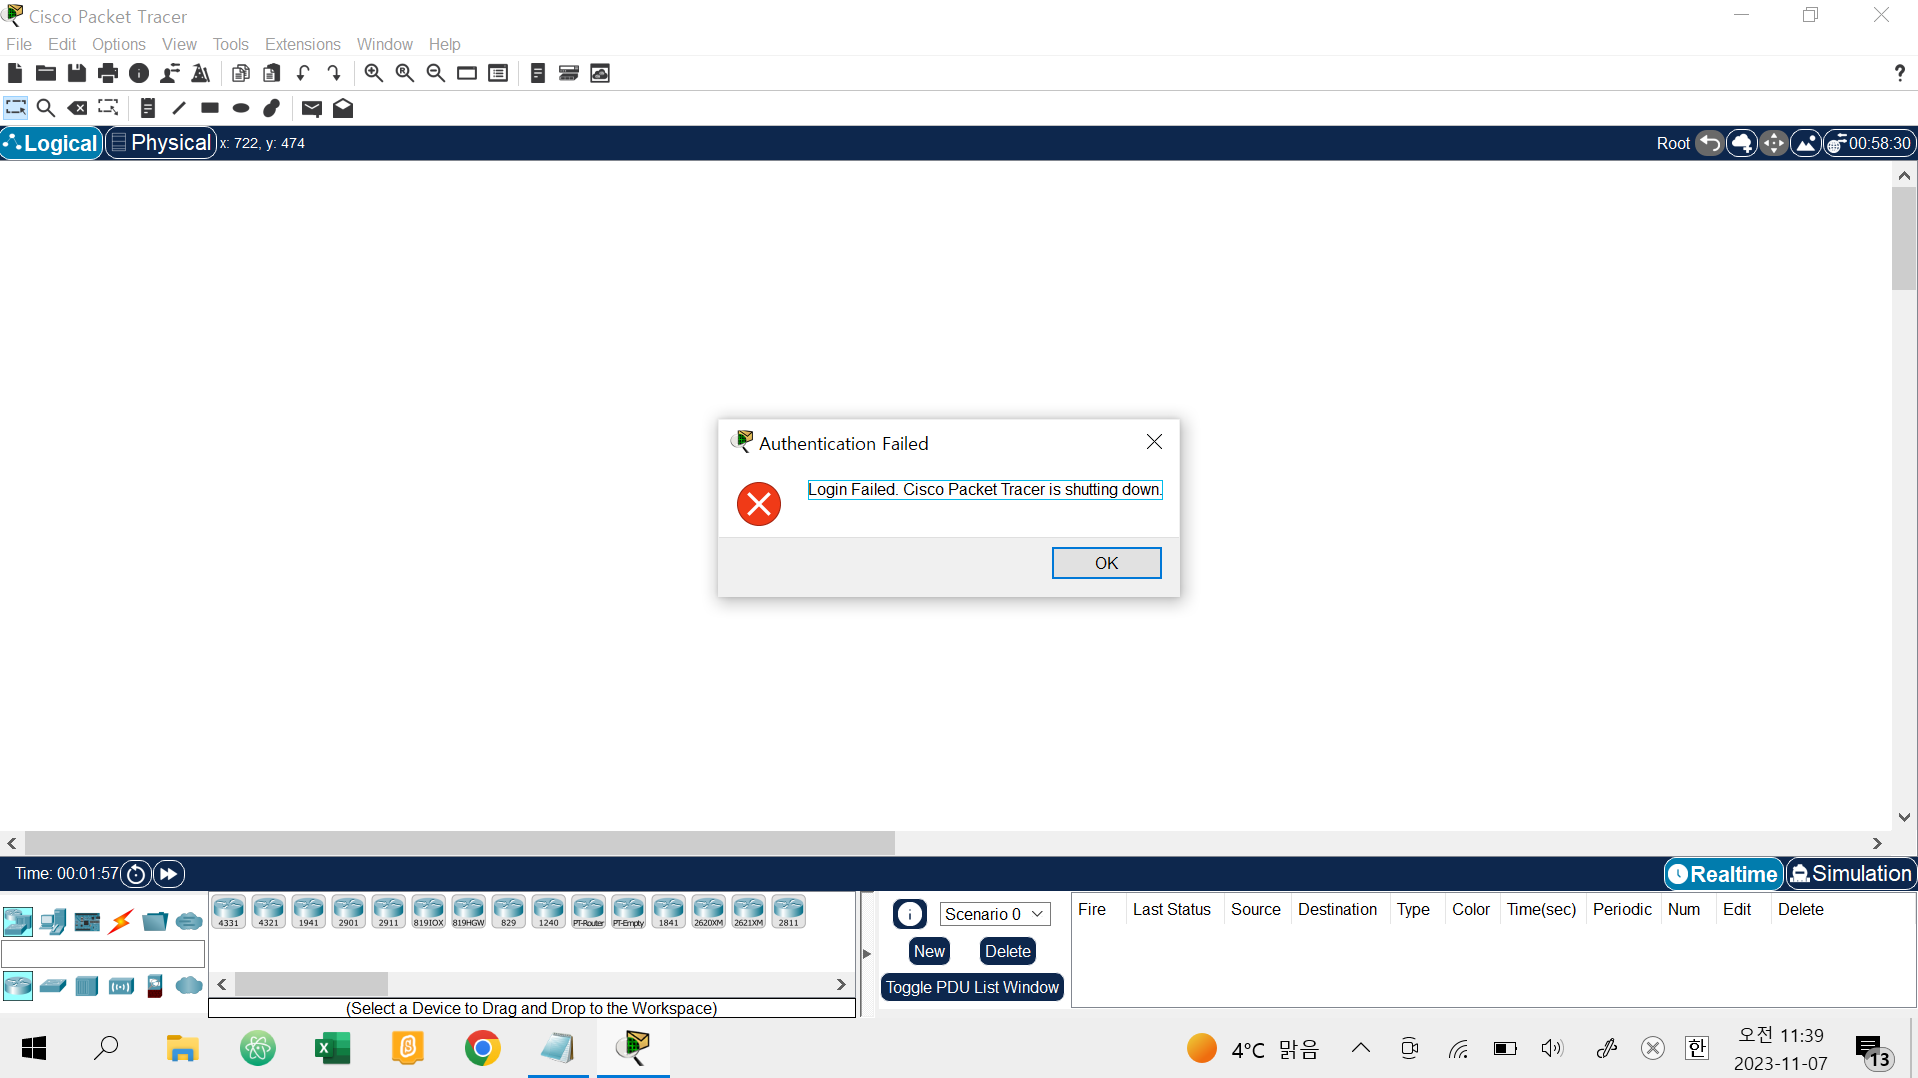 Cisco Packet Tracer
File Edit Options View Tools Extensions Window Help
?
Logical Physical x: 722, y: 474 Root 00:58:30
Authentication Failed
Login Failed. Cisco Packet Tracer is shutting down.
OK
Time: 00:01:57 Realtime Simulation
4331 4321 1941 2901 2911 819IOX 819HGW 829 1240 PT-Router PT-Empty 1841 2620XM 2621XM 2811
(Select a Device to Drag and Drop to the Workspace)
Scenario 0
New Delete
Toggle PDU List Window
Fire Last Status Source Destination Type Color Time(sec) Periodic Num Edit Delete
4°C 맑음
한
오전 11:39
2023-11-07
13